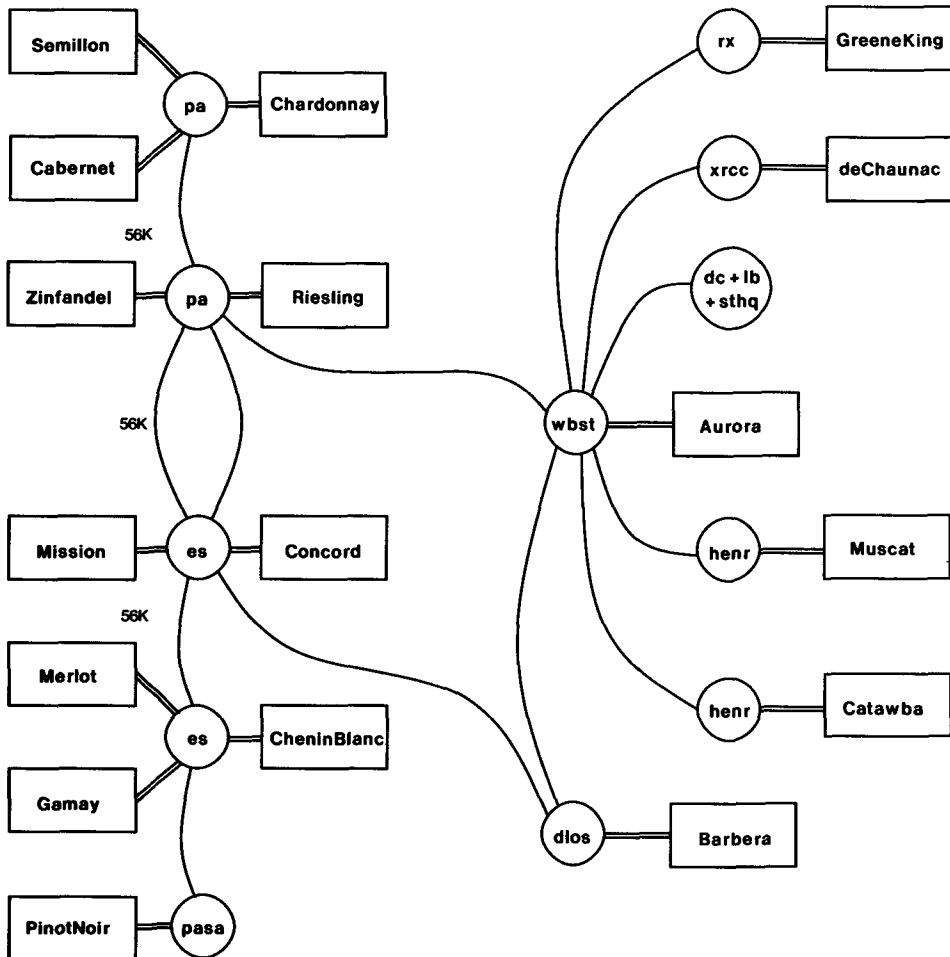 Semillon
pa
Chardonnay
Cabernet
56K
Zinfandel
pa
Riesling
56K
Mission
es
Concord
56K
Merlot
es
CheninBlanc
Gamay
PinotNoir
pasa
rx
GreeneKing
xrcc
deChaunac
dc + lb
+ sthq
wbst
Aurora
henr
Muscat
henr
Catawba
dlos
Barbera